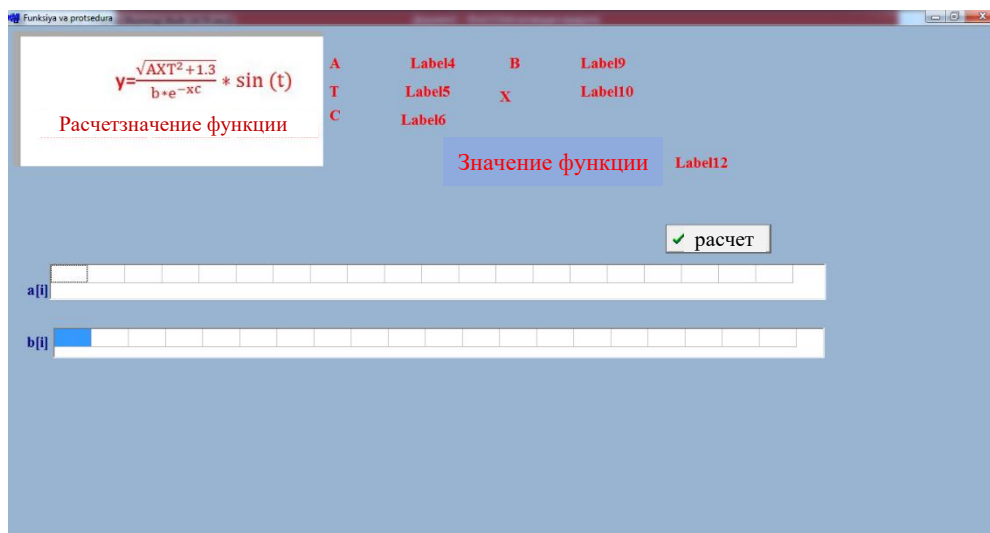 Funksiya va protsedura
y=√(AXT²+1.3)/(b*e^(-xc)) * sin (t)
Расчетзначение функции
A Label4 B Label9
T Label5 X Label10
C Label6
Значение функции Label12
расчет
a[i]
b[i]